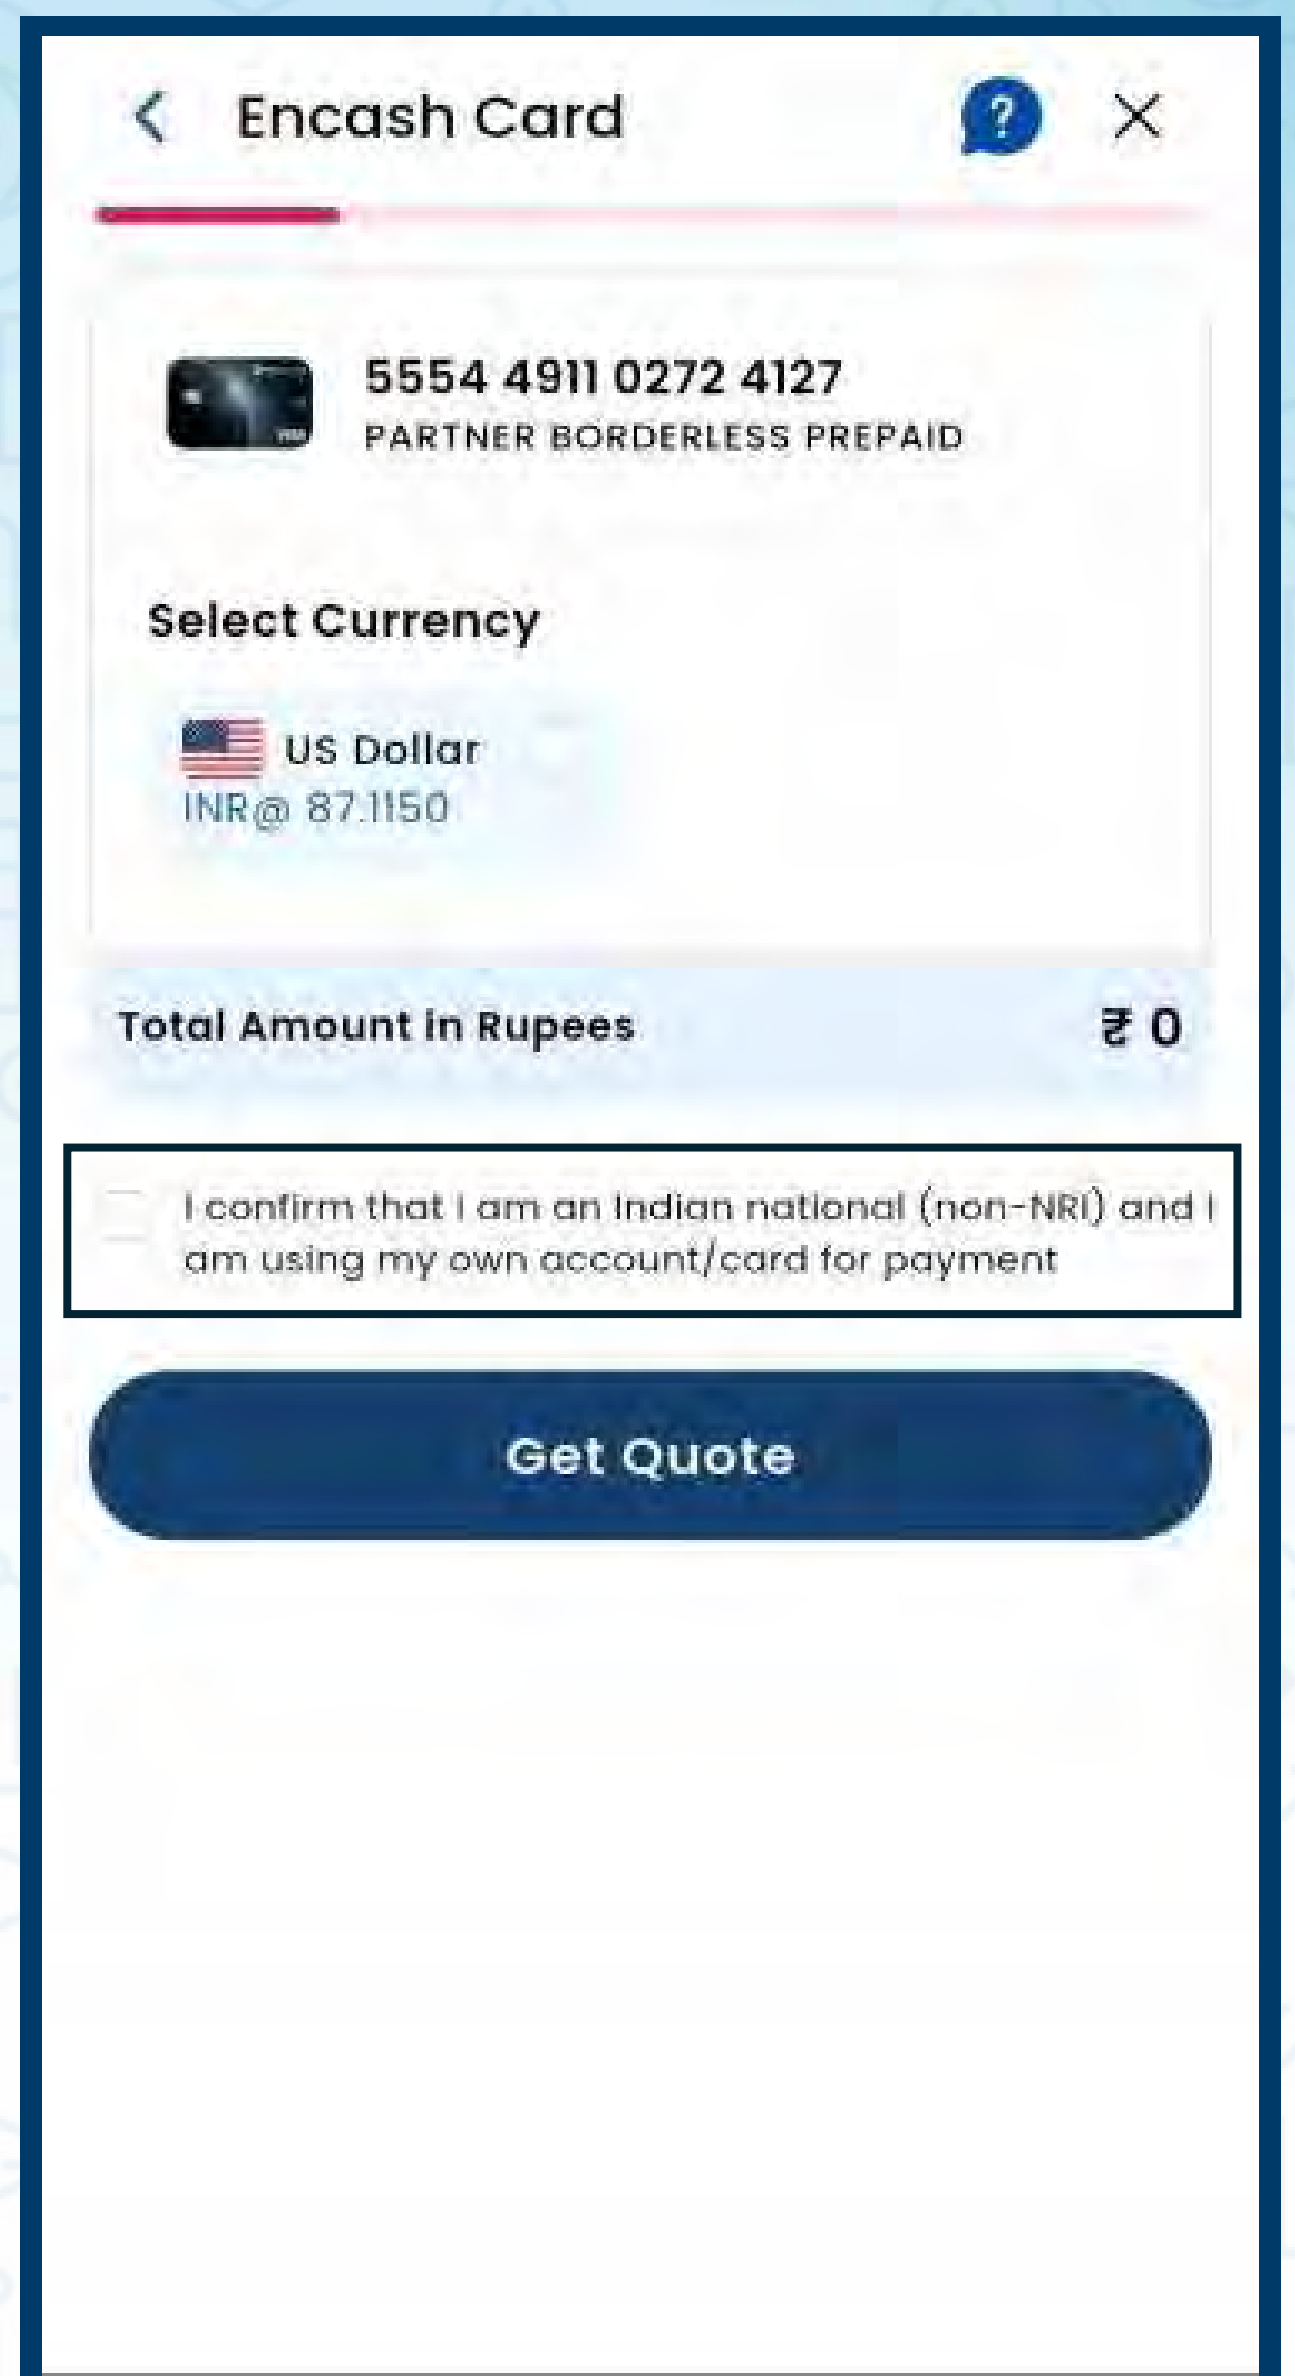 Encash Card
?
5554 4911 0272 4127
PARTNER BORDERLESS PREPAID
Select Currency
US Dollar
INR@ 87.1150
Total Amount in Rupees ₹ 0
I confirm that I am an Indian national (non-NRI) and I
am using my own account/card for payment
Get Quote